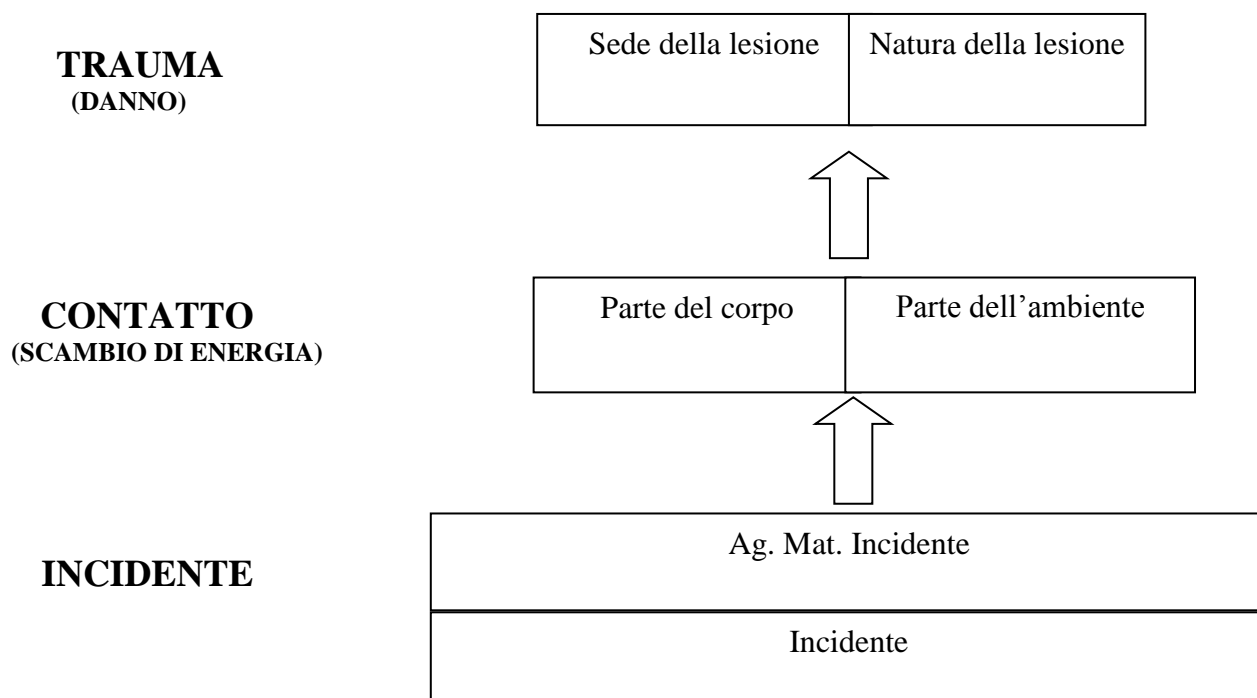 TRAUMA
(DANNO)
Sede della lesione
Natura della lesione
CONTATTO
(SCAMBIO DI ENERGIA)
Parte del corpo
Parte dell’ambiente
INCIDENTE
Ag. Mat. Incidente
Incidente